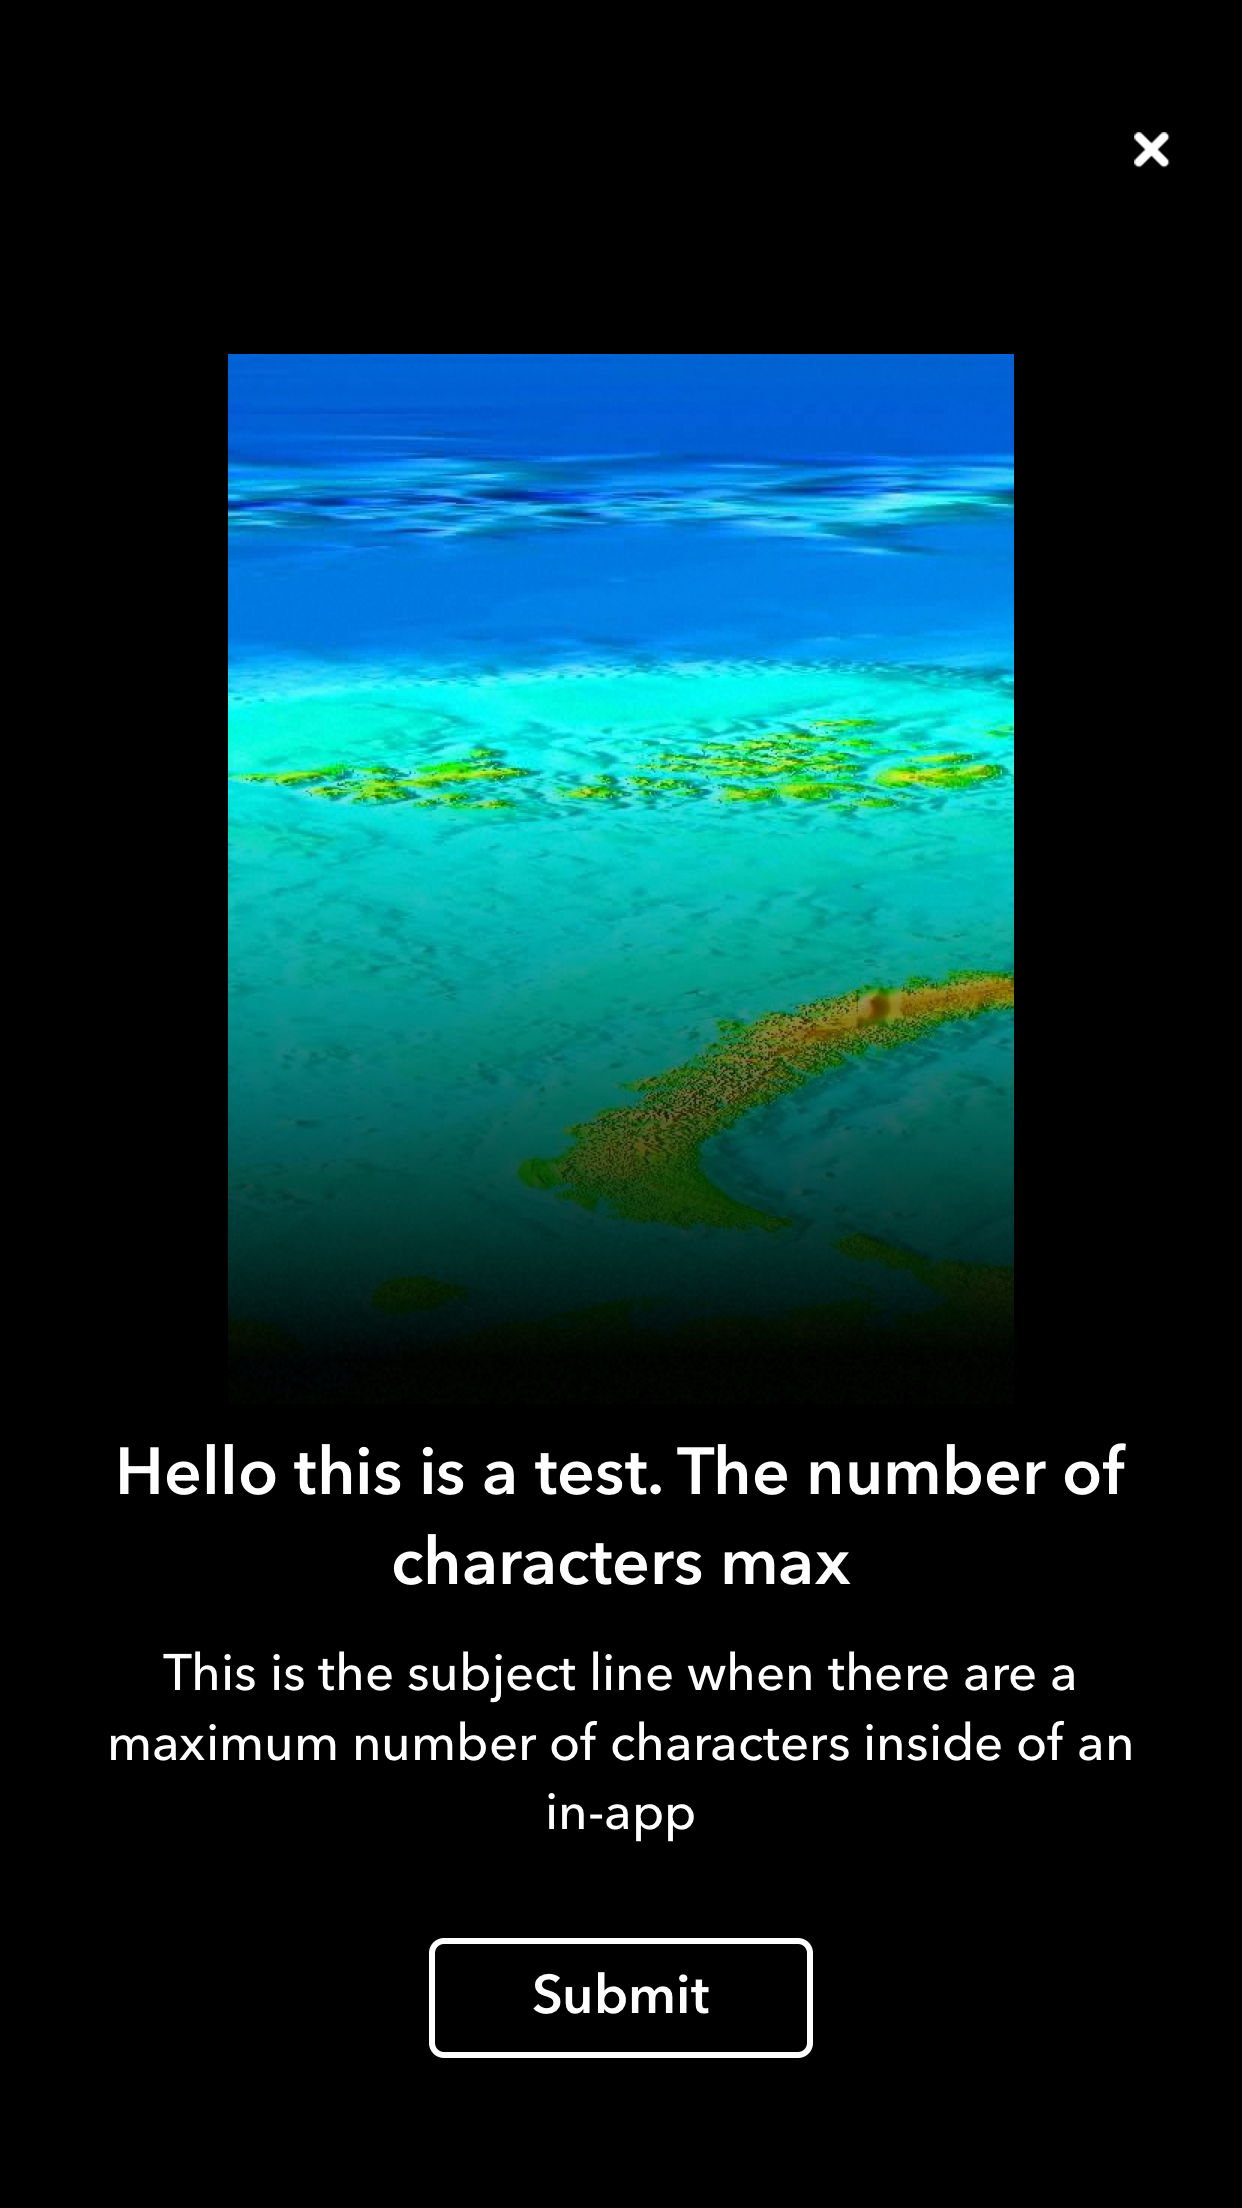 Hello this is a test. The number of
characters max
This is the subject line when there are a
maximum number of characters inside of an
in-app
Submit